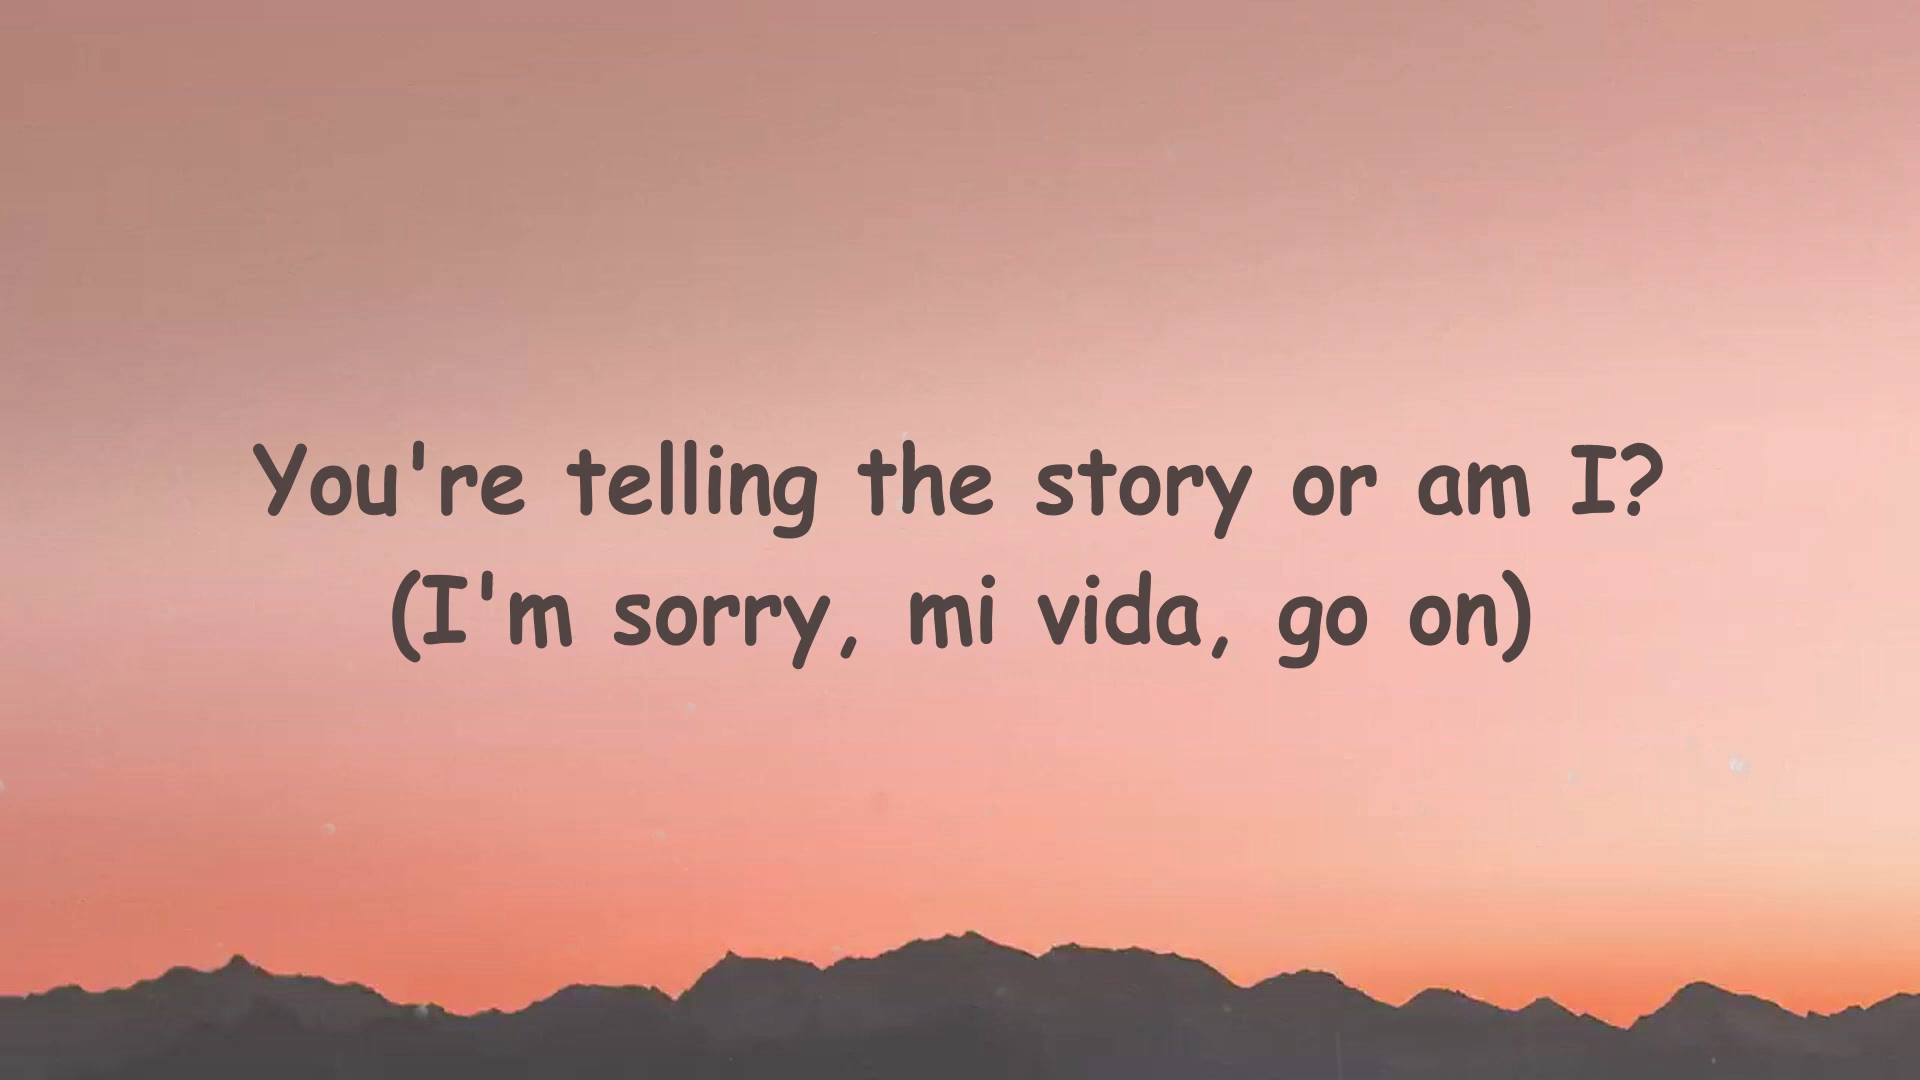 You're telling the story or am I?
(I'm sorry, mi vida, go on)